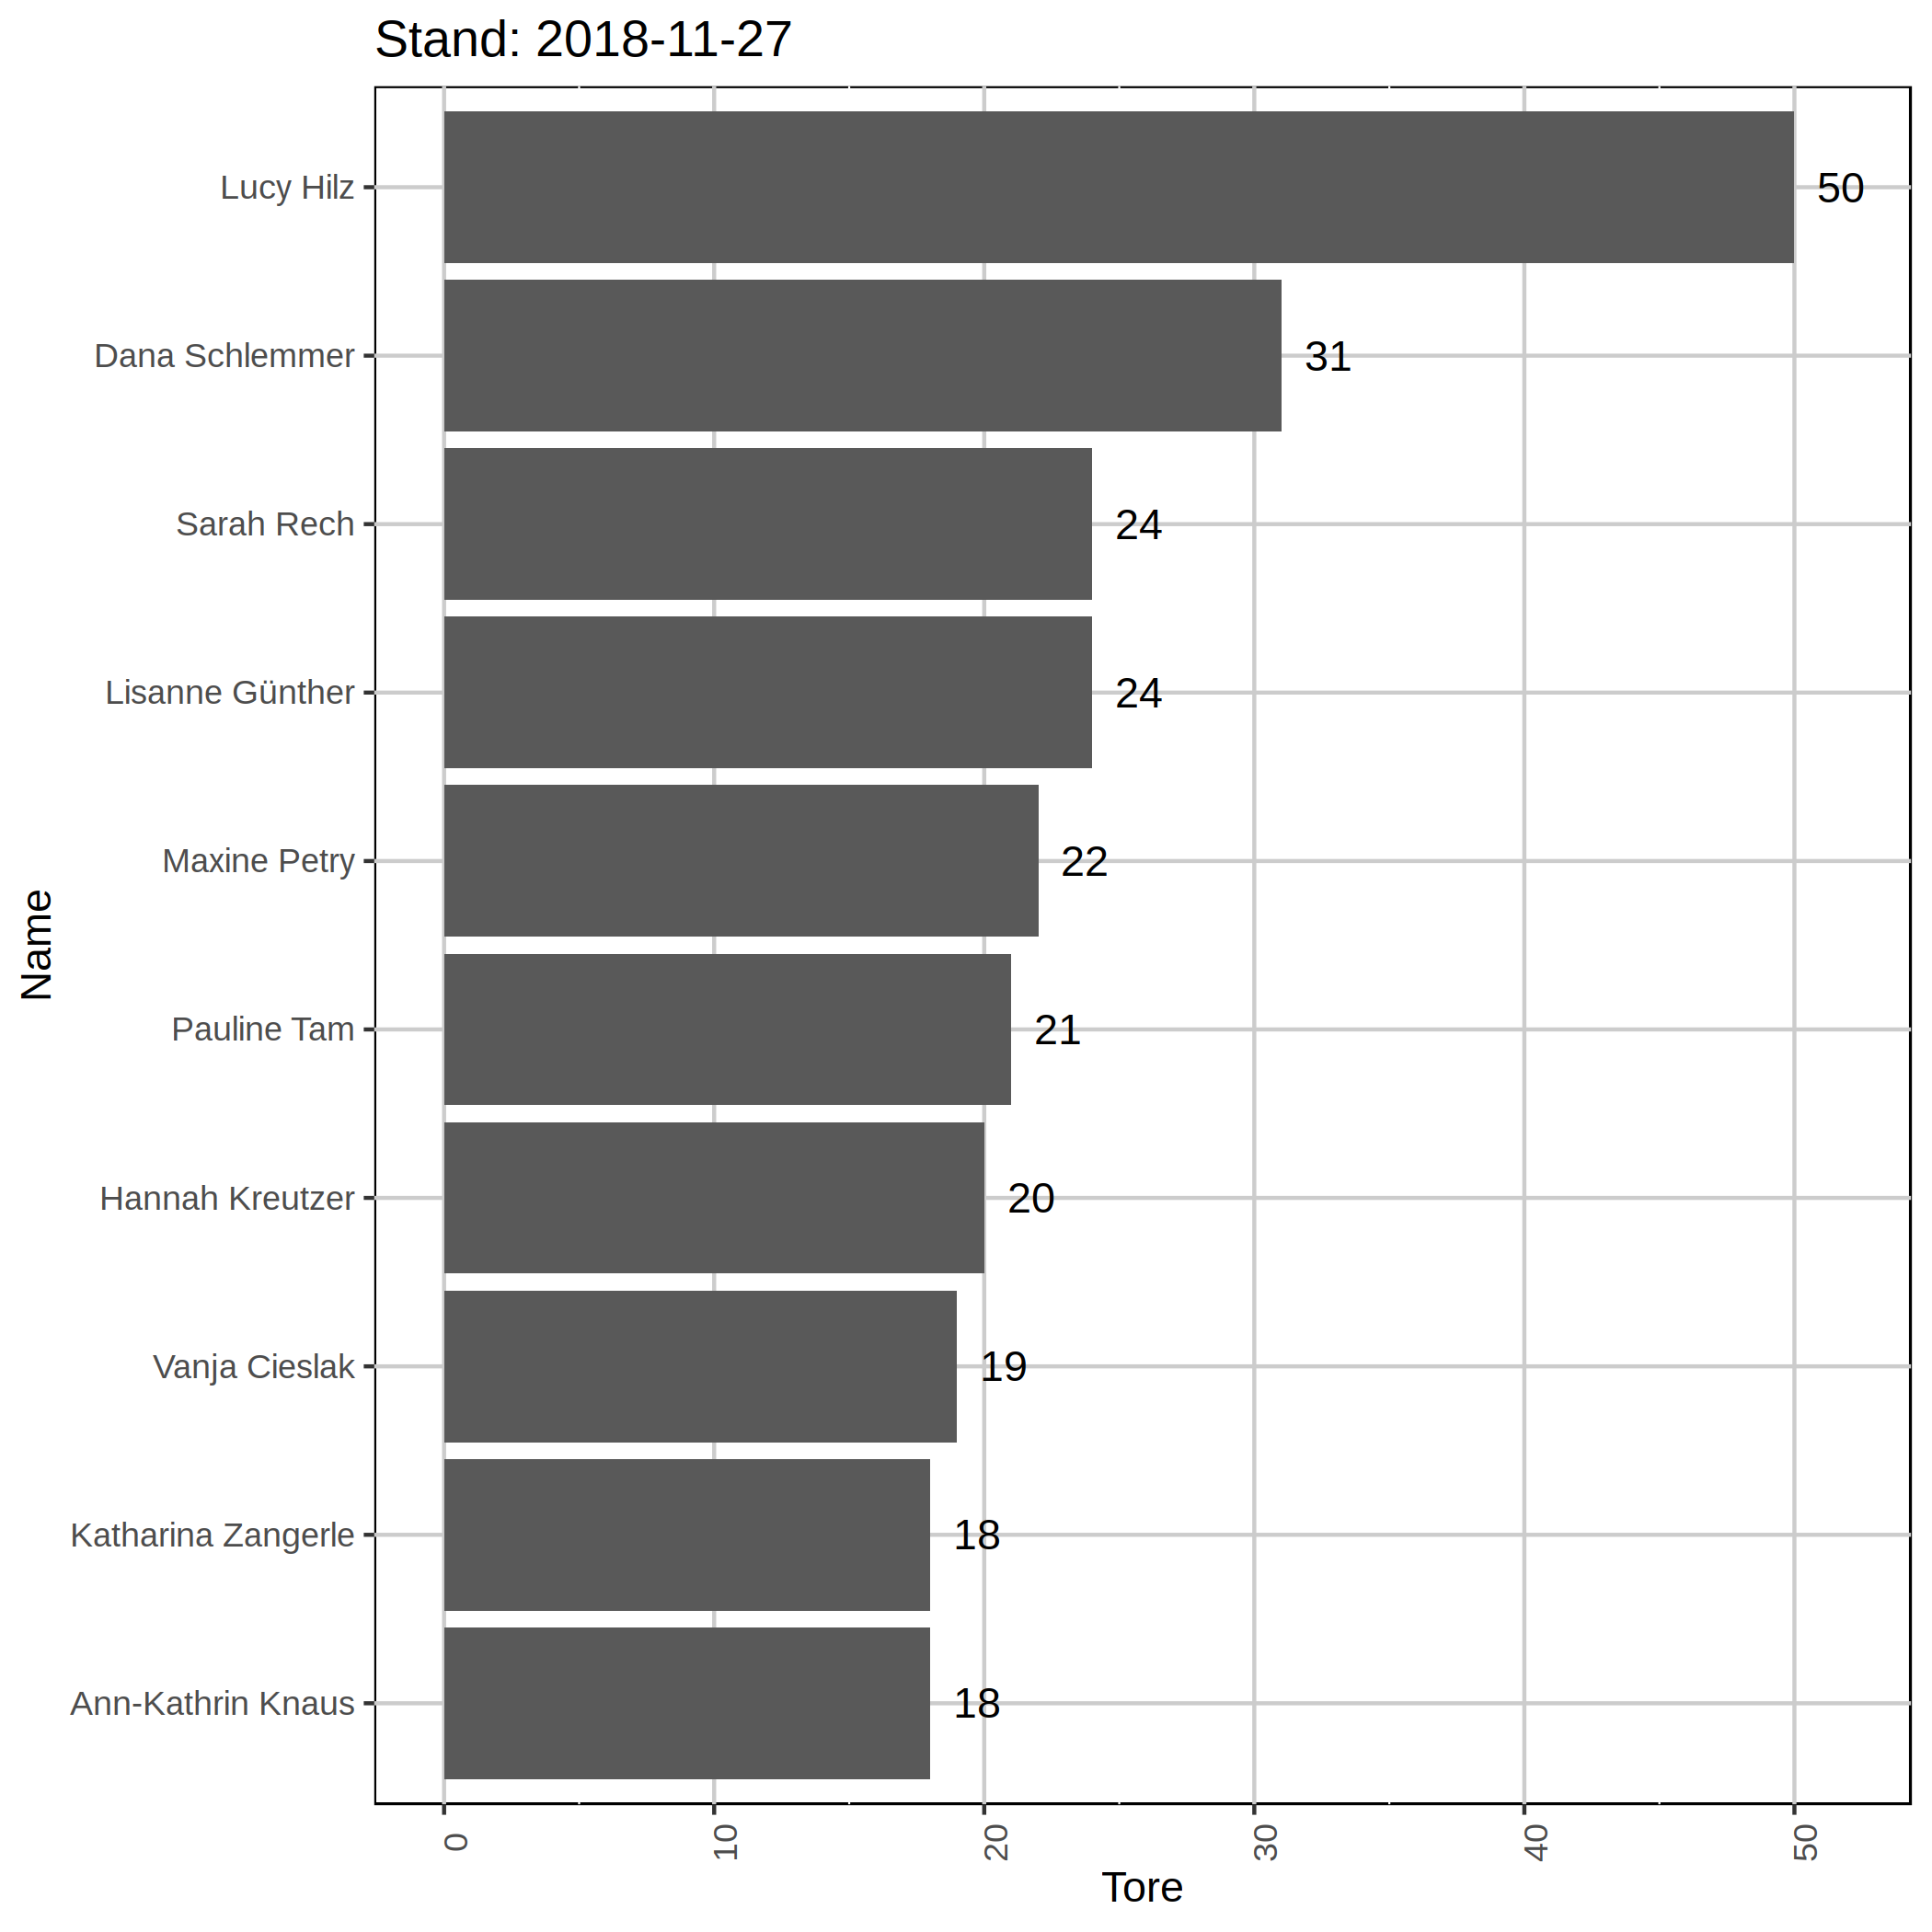 Stand: 2018-11-27
Name
Lucy Hilz 50
Dana Schlemmer 31
Sarah Rech 24
Lisanne Günther 24
Maxine Petry 22
Pauline Tam 21
Hannah Kreutzer 20
Vanja Cieslak 19
Katharina Zangerle 18
Ann-Kathrin Knaus 18
0 10 20 30 40 50
Tore